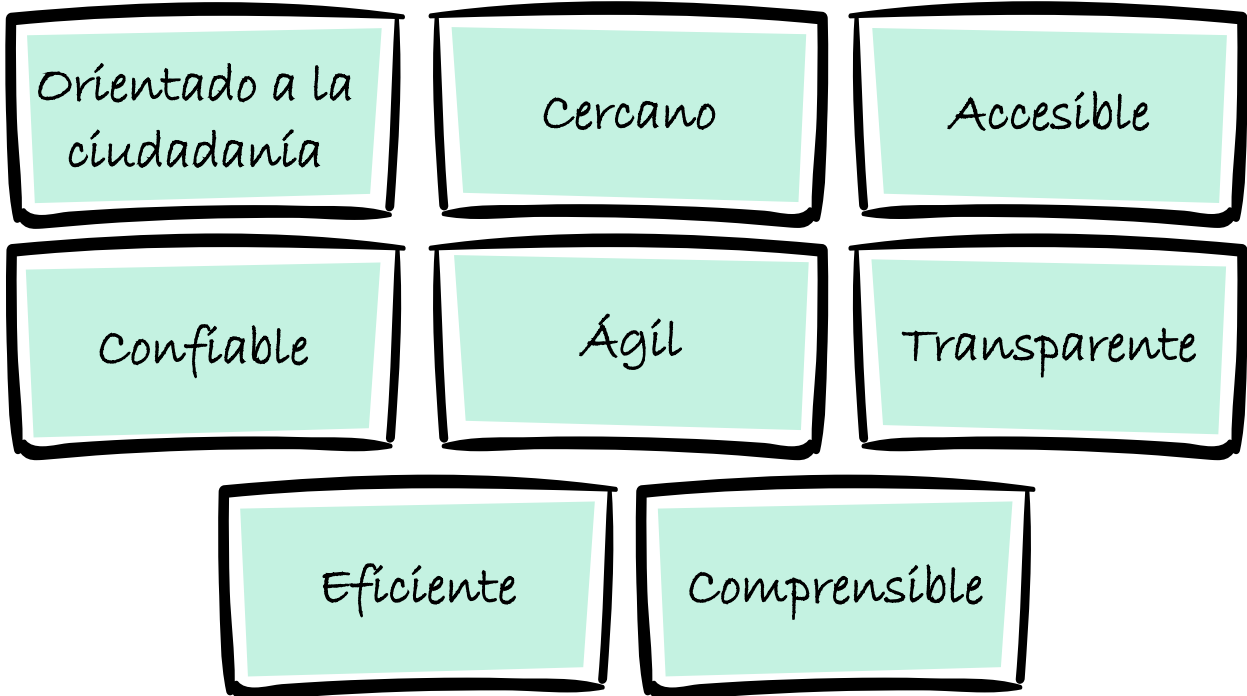 Orientado a la
ciudadanía
Cercano
Accesible
Confiable
Ágil
Transparente
Eficiente
Comprensible